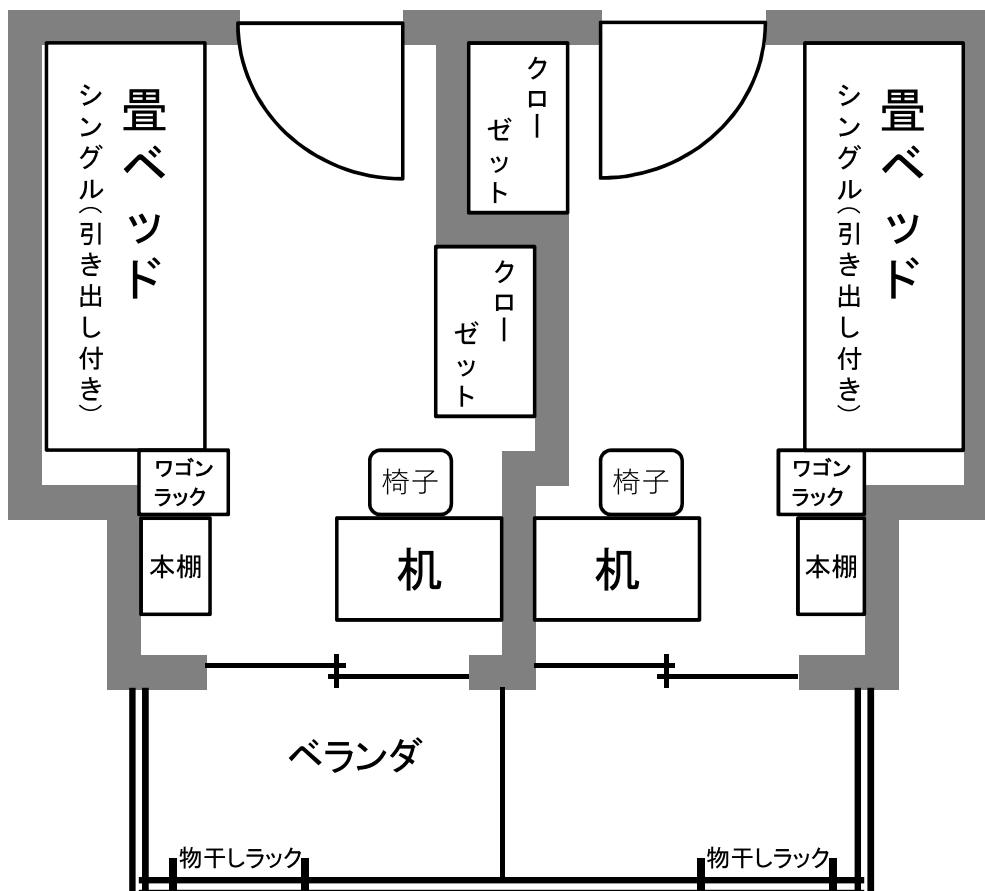 畳ベッド
シングル(引き出し付き)
クロー
ゼット
クロー
ゼット
畳ベッド
シングル(引き出し付き)
ワゴン
ラック
椅子
椅子
ワゴン
ラック
本棚
机
机
本棚
ベランダ
物干しラック
物干しラック